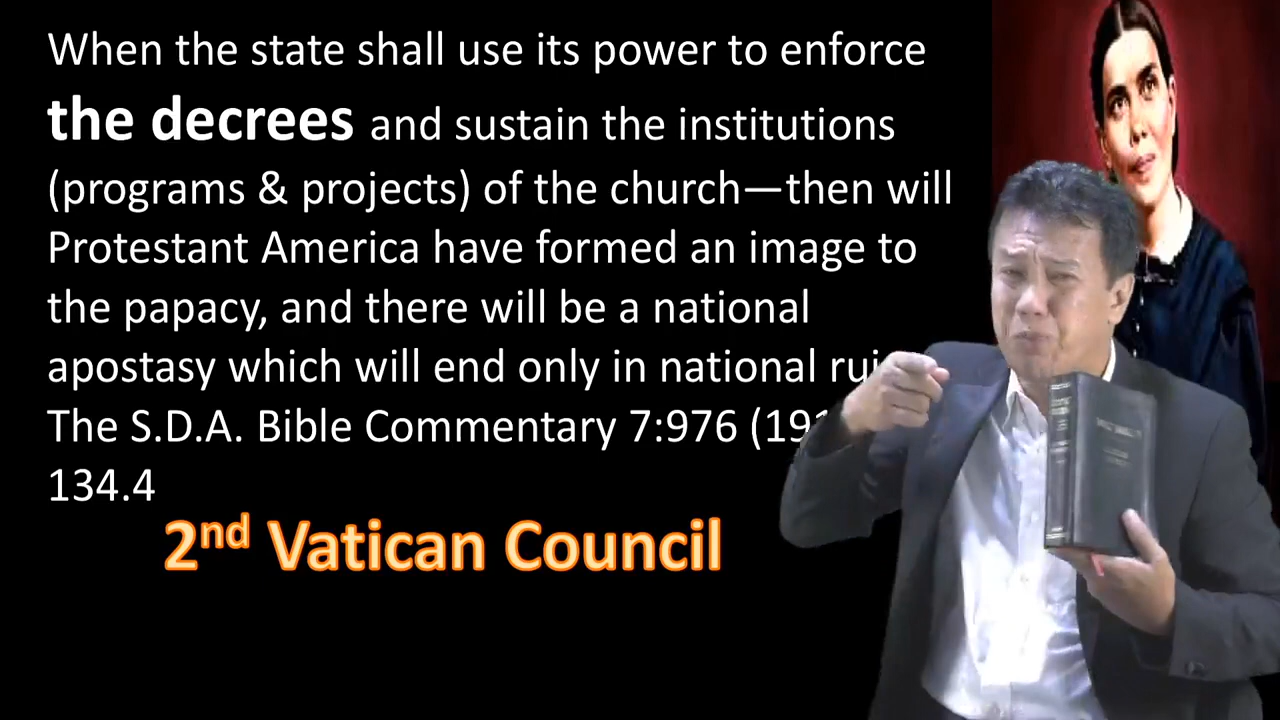 When the state shall use its power to enforce
the decrees and sustain the institutions
(programs & projects) of the church—then will
Protestant America have formed an image to
the papacy, and there will be a national
apostasy which will end only in national
The S.D.A. Bible Commentary 7:976
134.4
2nd Vatican Council